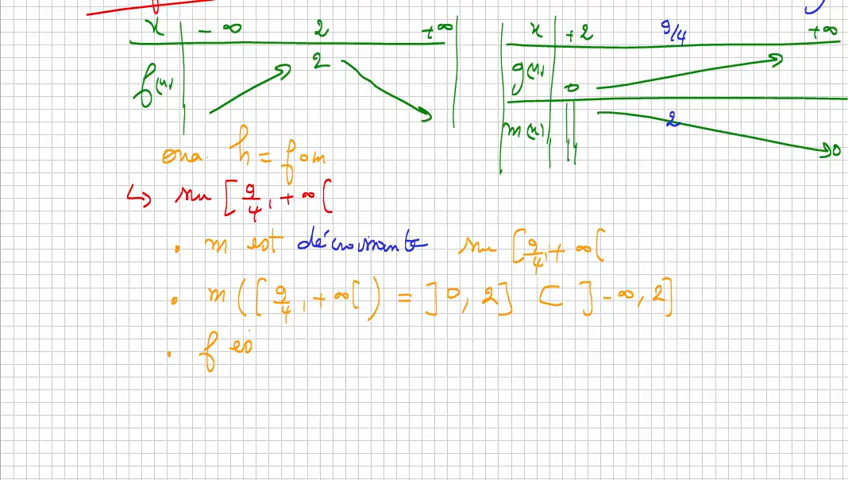 x - ∞ 2 +∞
f(x) 2
x +2 9/4 +∞
g(x) 0
m(x) 2 0
on a h = f o m
↳ sur [9/4, +∞[
• m est décroissante sur [9/4, +∞[
• m([9/4, +∞[) = ]0, 2] ⊂ ]-∞, 2]
• f es